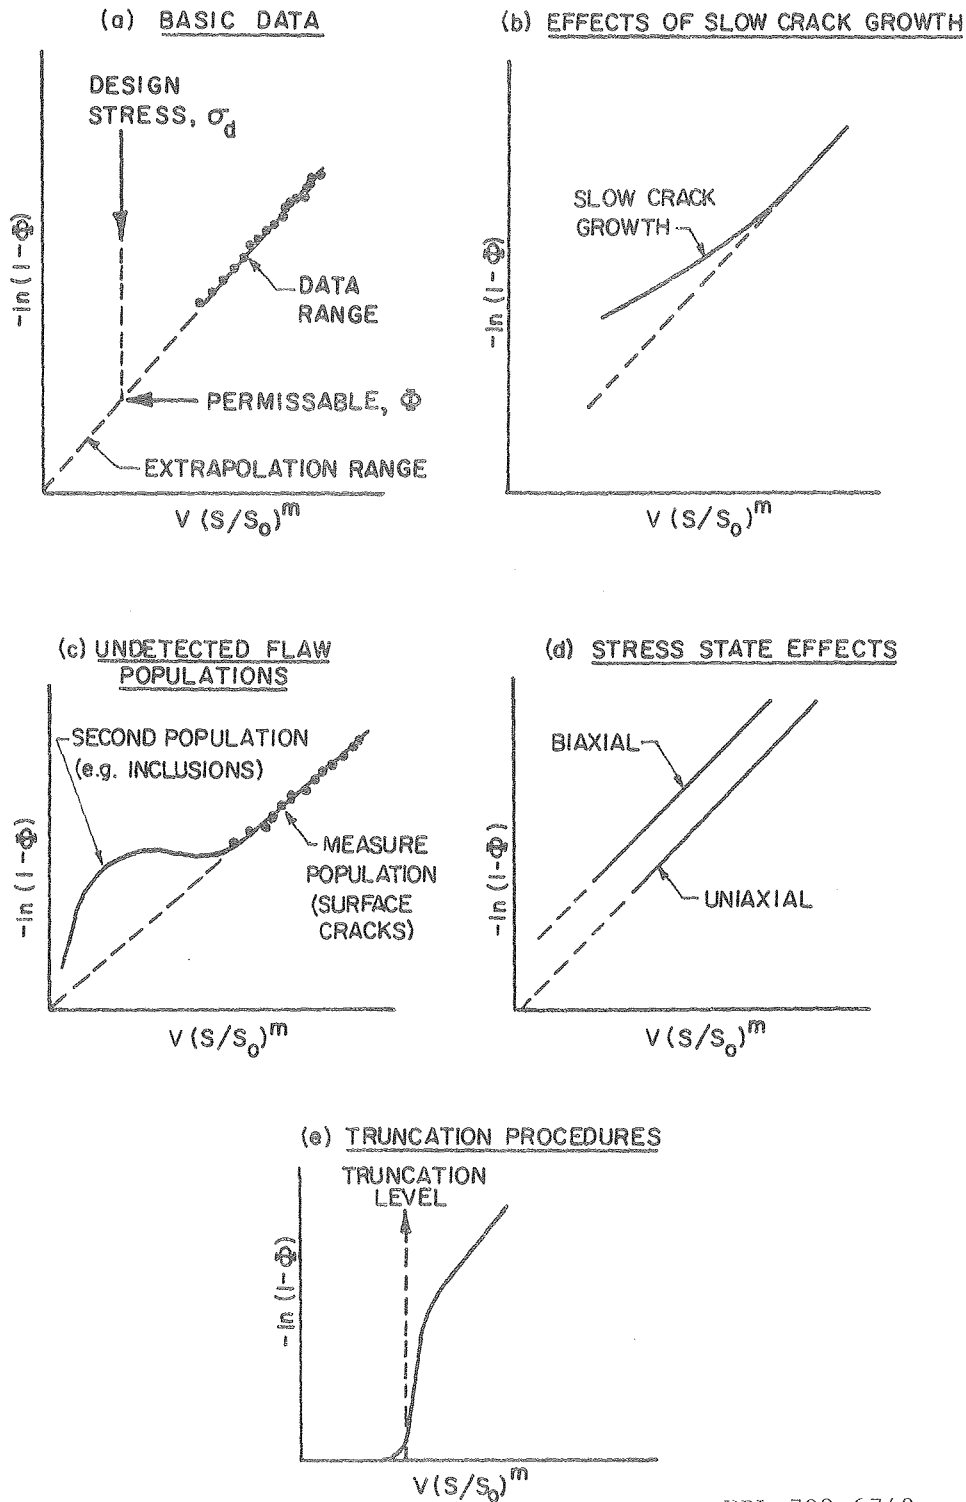 (a) BASIC DATA
DESIGN
STRESS, σd
DATA
RANGE
PERMISSABLE, Φ
EXTRAPOLATION RANGE
-ln (1-Φ)
V (S/S0)m
(b) EFFECTS OF SLOW CRACK GROWTH
SLOW CRACK
GROWTH
-ln (1-Φ)
V (S/S0)m
(c) UNDETECTED FLAW
POPULATIONS
SECOND POPULATION
(e.g. INCLUSIONS)
MEASURE
POPULATION
(SURFACE
CRACKS)
-ln (1-Φ)
V (S/S0)m
(d) STRESS STATE EFFECTS
BIAXIAL
UNIAXIAL
-ln (1-Φ)
V (S/S0)m
(e) TRUNCATION PROCEDURES
TRUNCATION
LEVEL
-ln (1-Φ)
V (S/S0)m